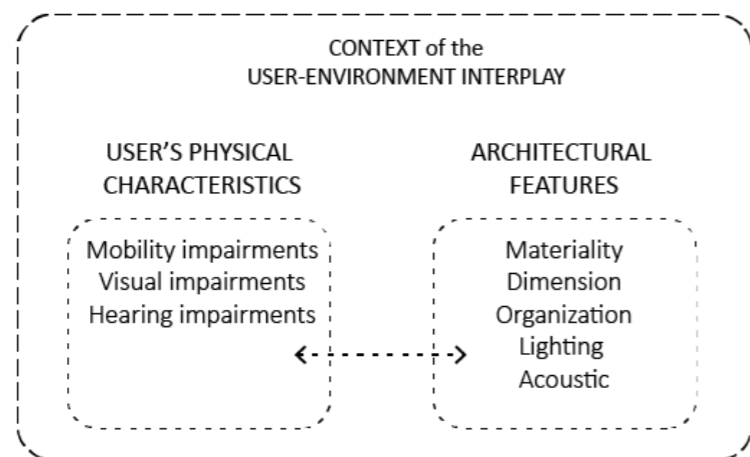 CONTEXT of the
USER-ENVIRONMENT INTERPLAY
USER'S PHYSICAL
CHARACTERISTICS
Mobility impairments
Visual impairments
Hearing impairments
ARCHITECTURAL
FEATURES
Materiality
Dimension
Organization
Lighting
Acoustic